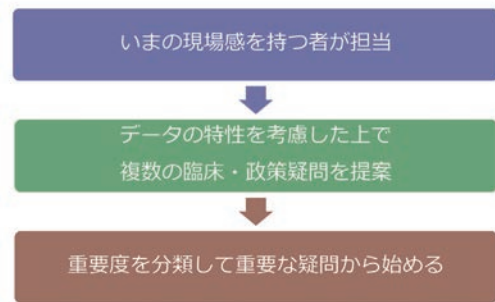 いまの現場感を持つ者が担当
データの特性を考慮した上で
複数の臨床・政策疑問を提案
重要度を分類して重要な疑問から始める